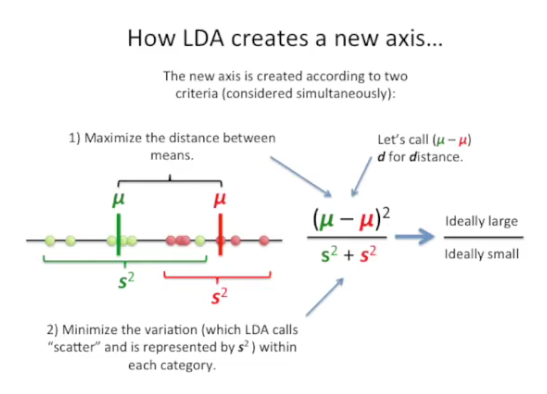 How LDA creates a new axis…
The new axis is created according to two
criteria (considered simultaneously):
1) Maximize the distance between
means.
Let's call (μ – μ)
d for distance.
μ μ
(μ – μ)²
s² + s²
Ideally large
Ideally small
s²
s²
2) Minimize the variation (which LDA calls
"scatter" and is represented by s² ) within
each category.